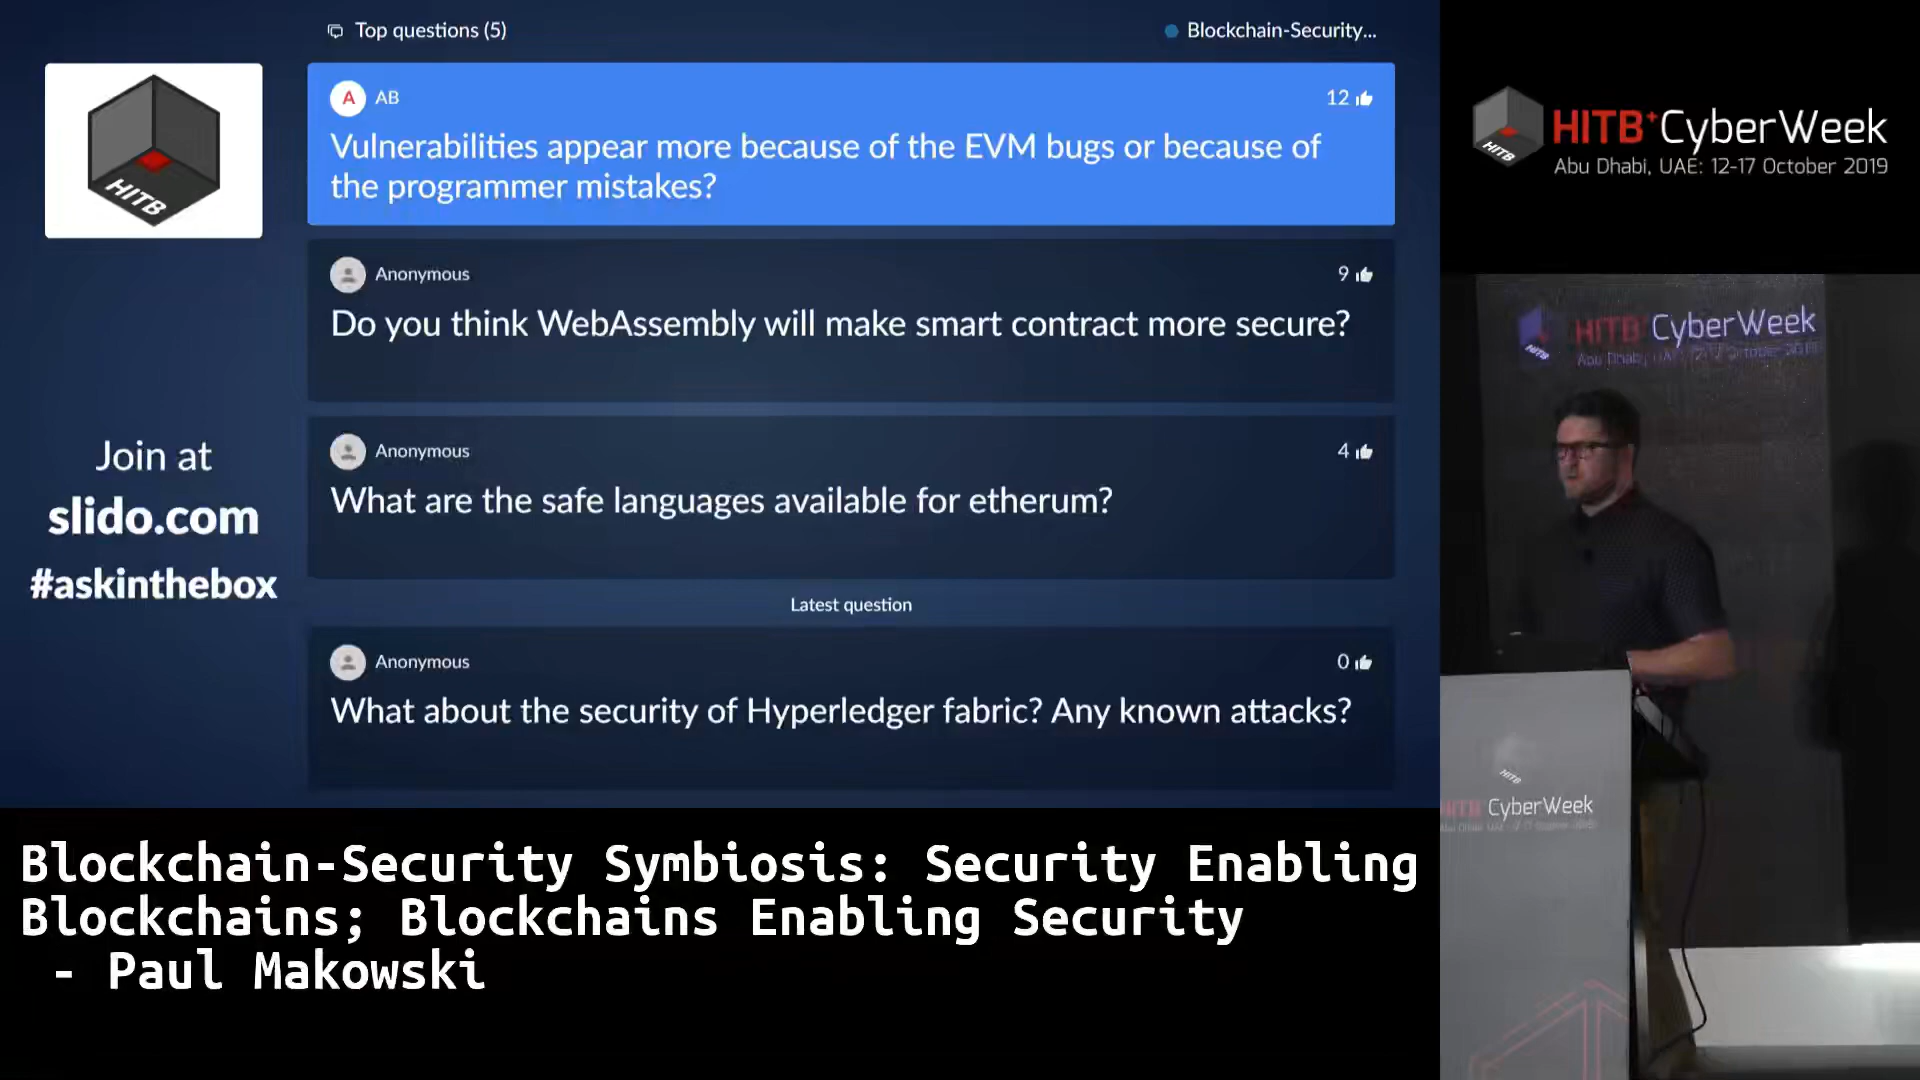 Top questions (5)
Blockchain-Security...
HITB
A AB
12
Vulnerabilities appear more because of the EVM bugs or because of
the programmer mistakes?
Anonymous
9
Do you think WebAssembly will make smart contract more secure?
Anonymous
4
What are the safe languages available for etherum?
Latest question
Anonymous
0
What about the security of Hyperledger fabric? Any known attacks?
Join at
slido.com
#askinthebox
Blockchain-Security Symbiosis: Security Enabling
Blockchains; Blockchains Enabling Security
- Paul Makowski
HITB
HITB+CyberWeek
Abu Dhabi, UAE: 12-17 October 2019
HITB
HITB+CyberWeek
HITB
HITB CyberWeek